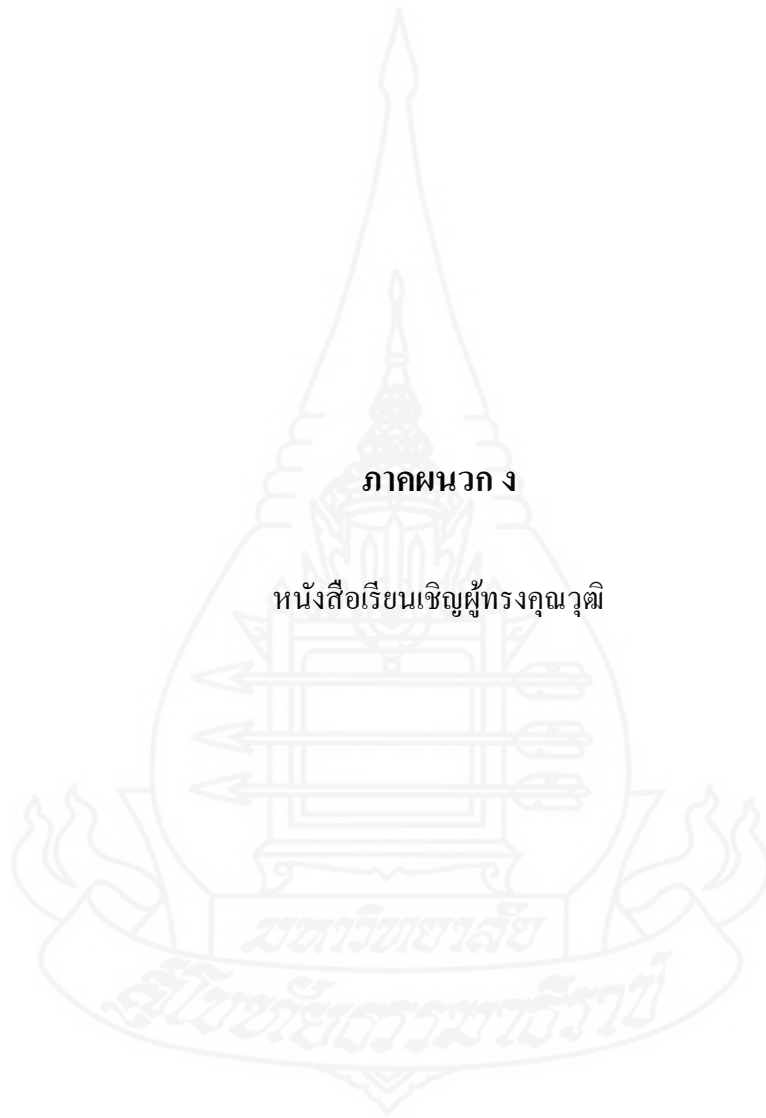 ภาคผนวก ง
หนังสือเรียนเชิญผู้ทรงคุณวุฒิ
มหาวิทยาลัย
สุโขทัยธรรมาธิราช